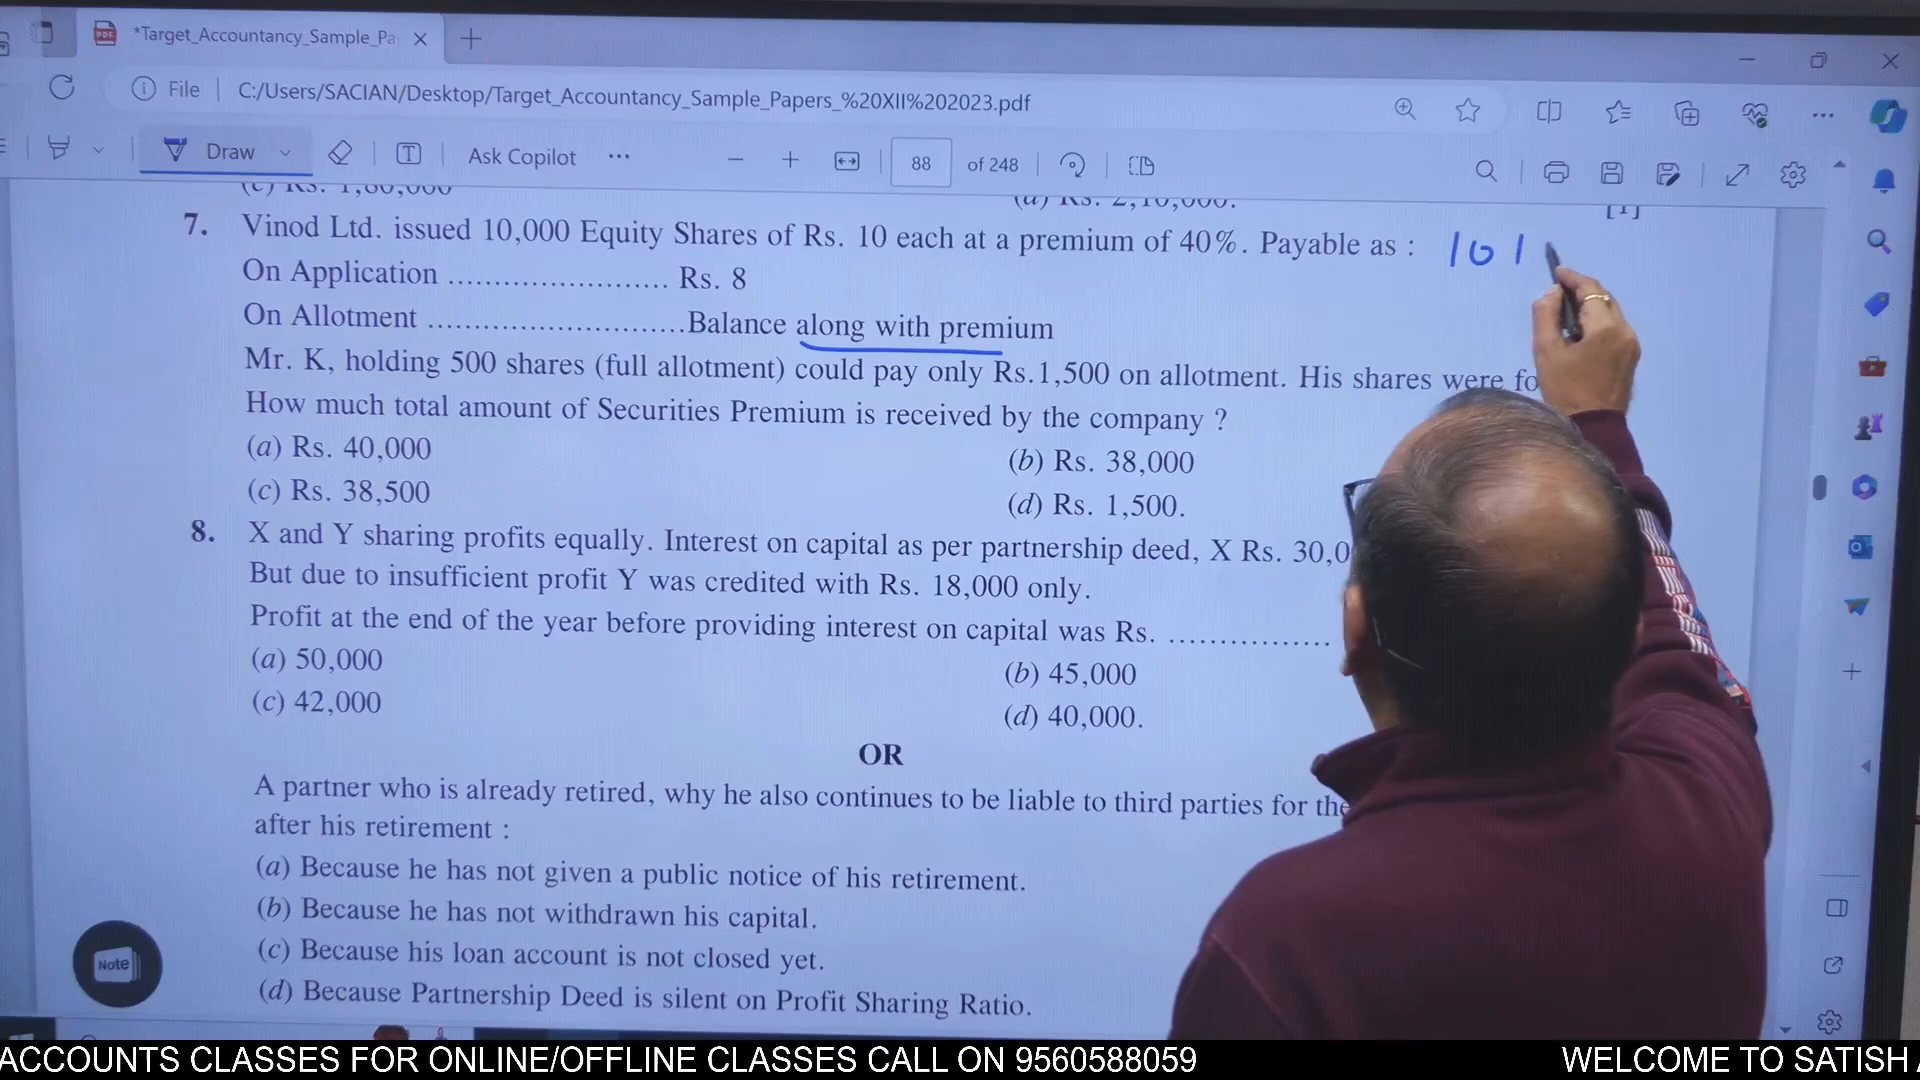 *Target_Accountancy_Sample_Pa
File
C:/Users/SACIAN/Desktop/Target_Accountancy_Sample_Papers_%20XII%202023.pdf
Draw
Ask Copilot
88
of 248
(c) Rs. 1,80,000
(d) Rs. 2,10,000.
[1]
7. Vinod Ltd. issued 10,000 Equity Shares of Rs. 10 each at a premium of 40%. Payable as : 10 1
On Application ........................ Rs. 8
On Allotment ............................Balance along with premium
Mr. K, holding 500 shares (full allotment) could pay only Rs.1,500 on allotment. His shares were fo
How much total amount of Securities Premium is received by the company ?
(a) Rs. 40,000
(b) Rs. 38,000
(c) Rs. 38,500
(d) Rs. 1,500.
8. X and Y sharing profits equally. Interest on capital as per partnership deed, X Rs. 30,0
But due to insufficient profit Y was credited with Rs. 18,000 only.
Profit at the end of the year before providing interest on capital was Rs. .................
(a) 50,000
(b) 45,000
(c) 42,000
(d) 40,000.
OR
A partner who is already retired, why he also continues to be liable to third parties for the
after his retirement :
(a) Because he has not given a public notice of his retirement.
(b) Because he has not withdrawn his capital.
(c) Because his loan account is not closed yet.
(d) Because Partnership Deed is silent on Profit Sharing Ratio.
Note
ACCOUNTS CLASSES FOR ONLINE/OFFLINE CLASSES CALL ON 9560588059
WELCOME TO SATISH